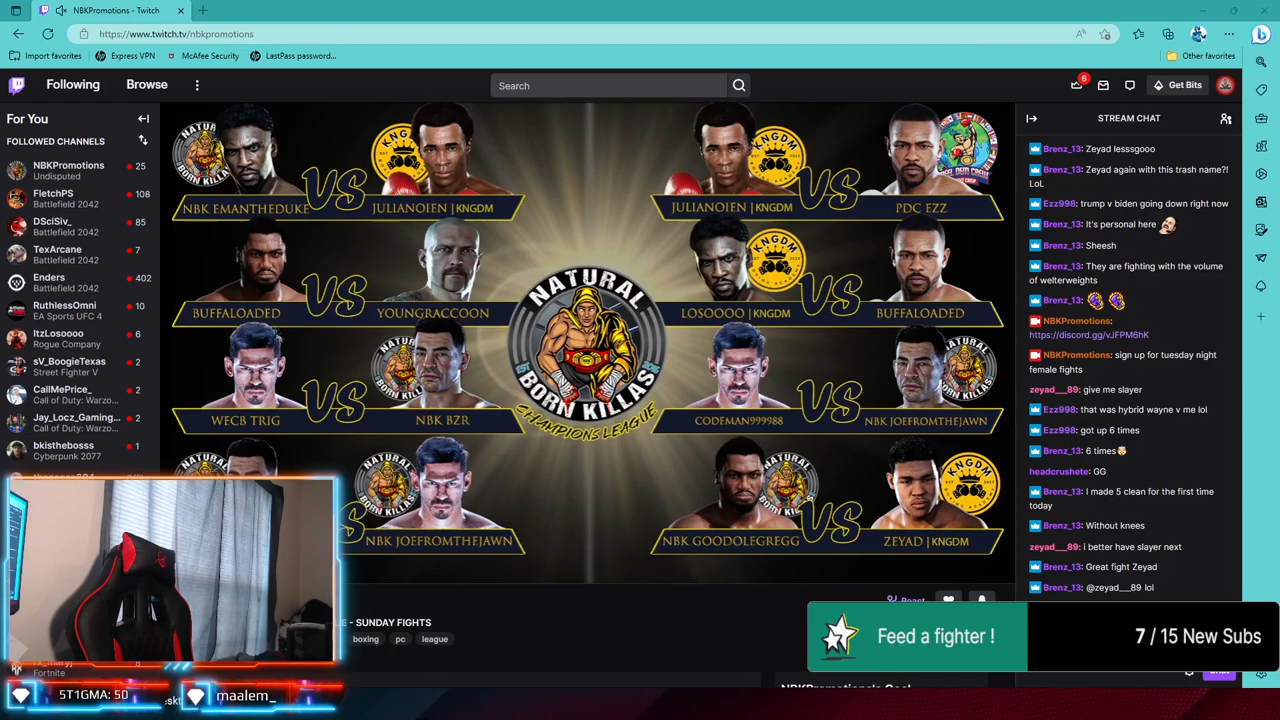 NBKPromotions - Twitch
https://www.twitch.tv/nbkpromotions
Import favorites
Express VPN
McAfee Security
LastPass password...
Other favorites
Following
Browse
Search
6
Get Bits
For You
FOLLOWED CHANNELS
NBKPromotions
25
Undisputed
FletchPS
108
Battlefield 2042
DSciSiv_
85
Battlefield 2042
TexArcane
7
Battlefield 2042
Enders
402
Battlefield 2042
RuthlessOmni
10
EA Sports UFC 4
ItzLosoooo
6
Rogue Company
sV_BoogieTexas
2
Street Fighter V
CallMePrice_
2
Call of Duty: Warzo...
Jay_Locz_Gaming...
2
Call of Duty: Warzo...
bkisthebosss
1
Cyberpunk 2077
Fortnite
8
NBK EMANTHEDUKE
VS
JULIANOIEN | KNGDM
JULIANOIEN | KNGDM
VS
PDC EZZ
BUFFALOADED
VS
YOUNGRACCOON
LOSOOOO | KNGDM
VS
BUFFALOADED
WECB TRIG
VS
NBK BZR
CODEMAN999988
VS
NBK JOEFROMTHEJAWN
NBK JOEFROMTHEJAWN
NBK GOODOLEGREGG
VS
ZEYAD | KNGDM
NATURAL
BORN KILLAS
CHAMPIONS LEAGUE
KNGDM
STREAM CHAT
Brenz_13: Zeyad lesssgooo
Brenz_13: Zeyad again with this trash name?!
LoL
Ezz998: trump v biden going down right now
Brenz_13: It's personal here
Brenz_13: Sheesh
Brenz_13: They are fighting with the volume
of welterweights
Brenz_13:
NBKPromotions:
https://discord.gg/vJFPM6hK
NBKPromotions: sign up for tuesday night
female fights
zeyad__89: give me slayer
Ezz998: that was hybrid wayne v me lol
Ezz998: got up 6 times
Brenz_13: 6 times
headcrushete: GG
Brenz_13: I made 5 clean for the first time
today
Brenz_13: Without knees
zeyad__89: i better have slayer next
Brenz_13: Great fight Zeyad
Brenz_13: @zeyad__89 lol
React
- SUNDAY FIGHTS
boxing
pc
league
Feed a fighter !
7 / 15 New Subs
5T1GMA: 50
maalem_